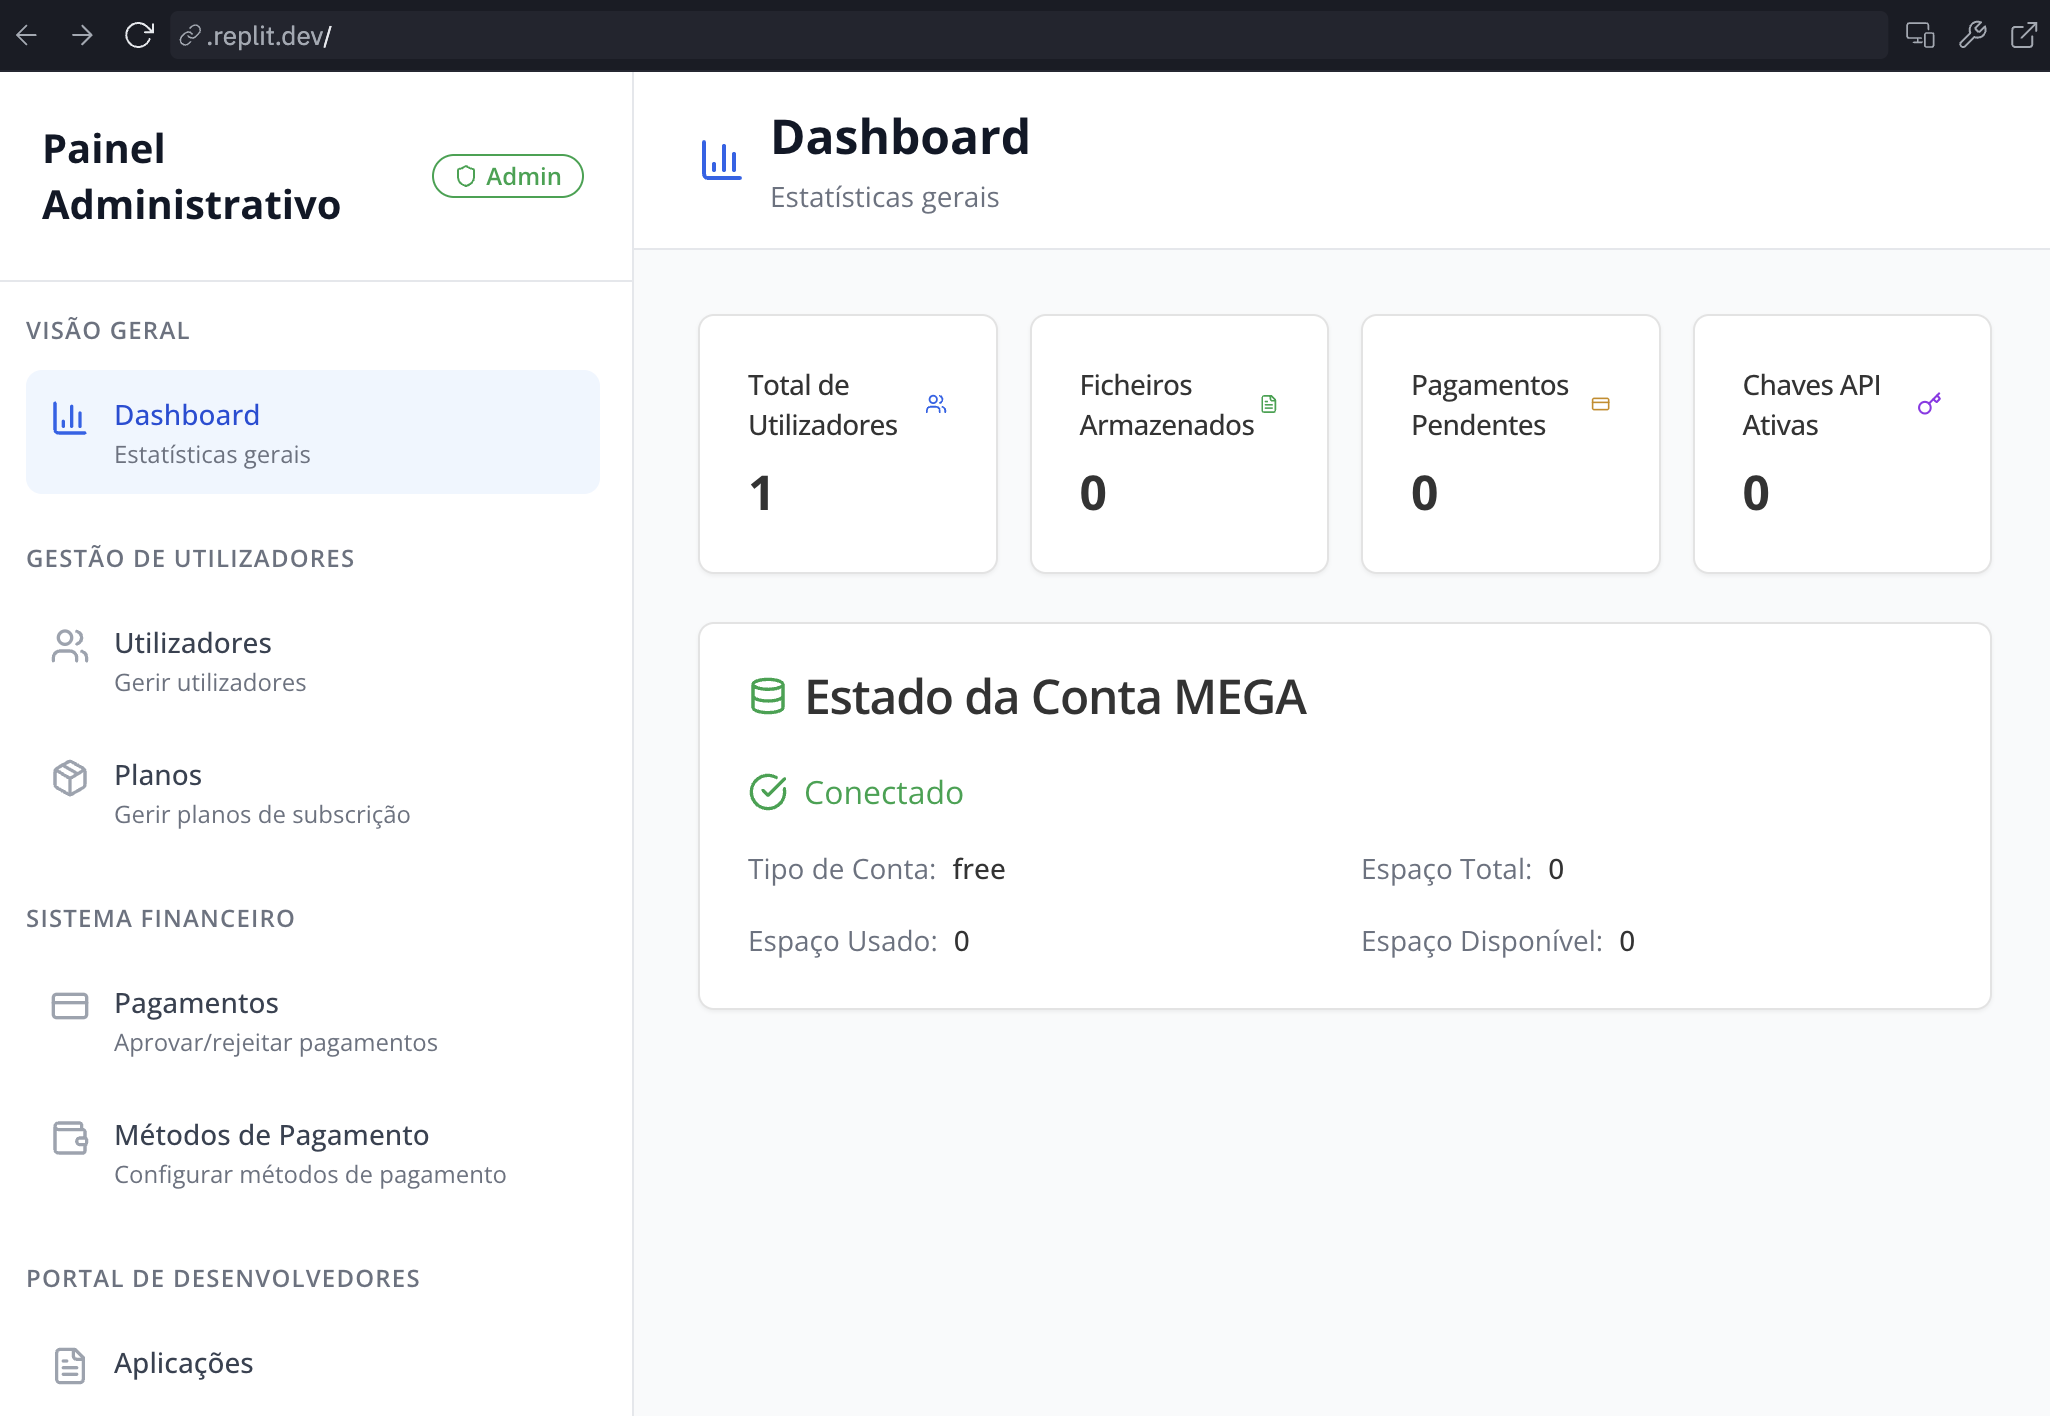 .replit.dev/
Painel
Administrativo
Admin
VISÃO GERAL
Dashboard
Estatísticas gerais
GESTÃO DE UTILIZADORES
Utilizadores
Gerir utilizadores
Planos
Gerir planos de subscrição
SISTEMA FINANCEIRO
Pagamentos
Aprovar/rejeitar pagamentos
Métodos de Pagamento
Configurar métodos de pagamento
PORTAL DE DESENVOLVEDORES
Aplicações
Dashboard
Estatísticas gerais
Total de
Utilizadores
1
Ficheiros
Armazenados
0
Pagamentos
Pendentes
0
Chaves API
Ativas
0
Estado da Conta MEGA
Conectado
Tipo de Conta: free
Espaço Total: 0
Espaço Usado: 0
Espaço Disponível: 0